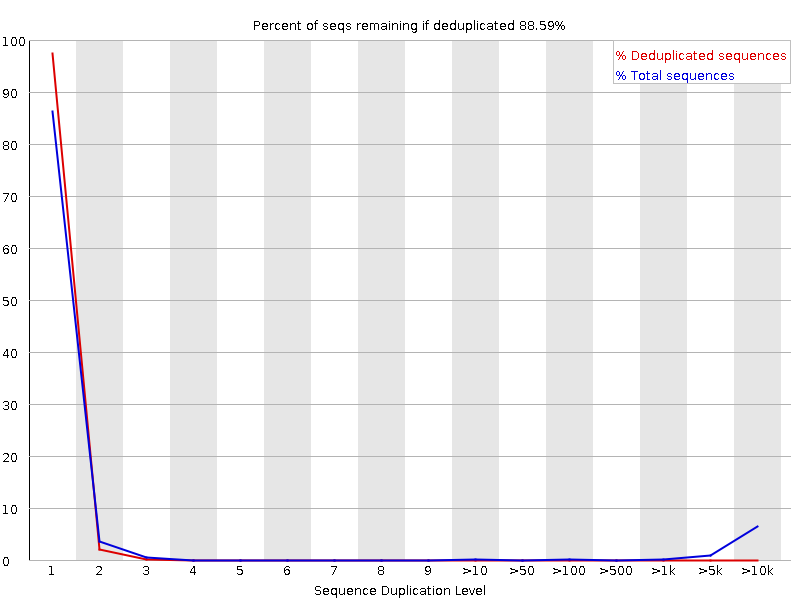 Percent of seqs remaining if deduplicated 88.59%
% Deduplicated sequences
% Total sequences
100
90
80
70
60
50
40
30
20
10
0
1 2 3 4 5 6 7 8 9 >10 >50 >100 >500 >1k >5k >10k
Sequence Duplication Level